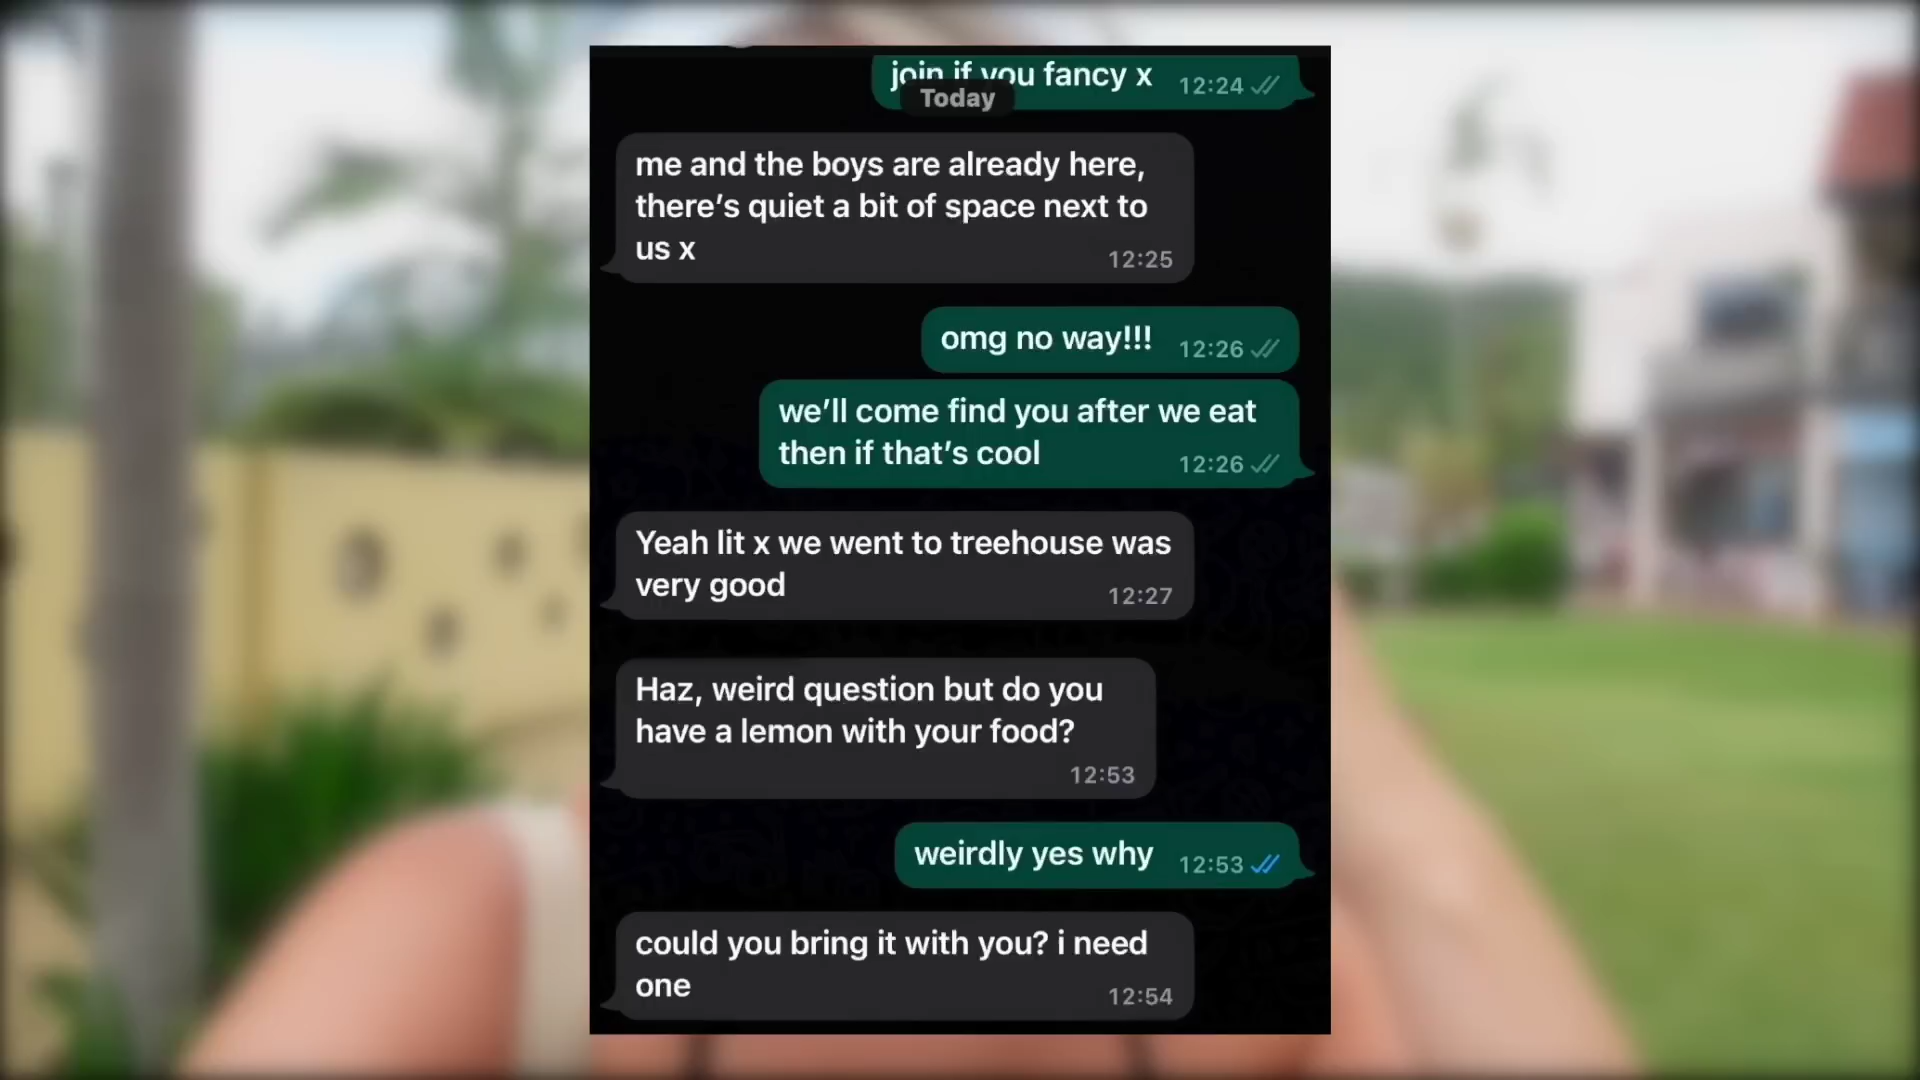 join if you fancy x 12:24
Today
me and the boys are already here,
there’s quiet a bit of space next to
us x 12:25
omg no way!!! 12:26
we’ll come find you after we eat
then if that’s cool 12:26
Yeah lit x we went to treehouse was
very good 12:27
Haz, weird question but do you
have a lemon with your food?
12:53
weirdly yes why 12:53
could you bring it with you? i need
one 12:54